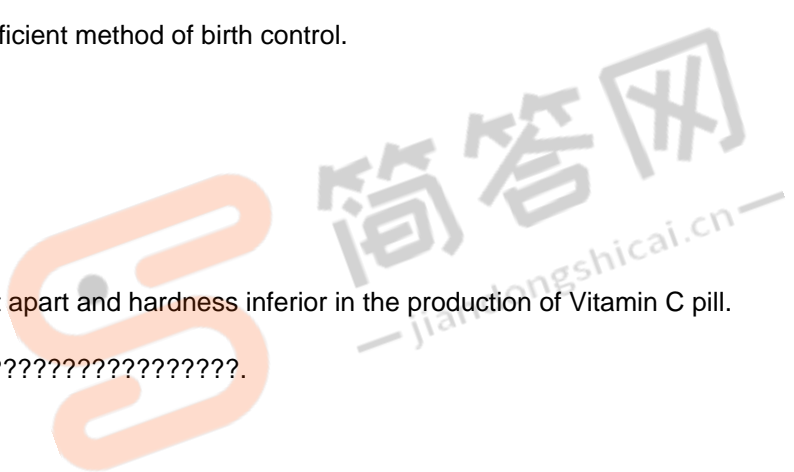 ficient method of birth control.
简答网
jiandongshicai.cn
t apart and hardness inferior in the production of Vitamin C pill.
????????????????.